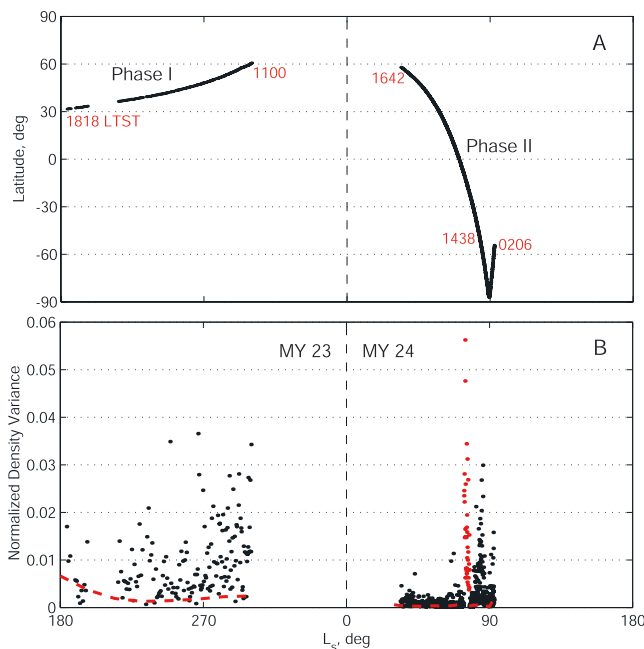 90
A
Phase I
1100
1642
60
30
1818 LTST
Latitude, deg
0
Phase II
-30
1438
0206
-60
-90
0.06
MY 23
MY 24
B
0.05
0.04
Normalized Density Variance
0.03
0.02
0.01
0
180
270
0
90
180
Ls, deg